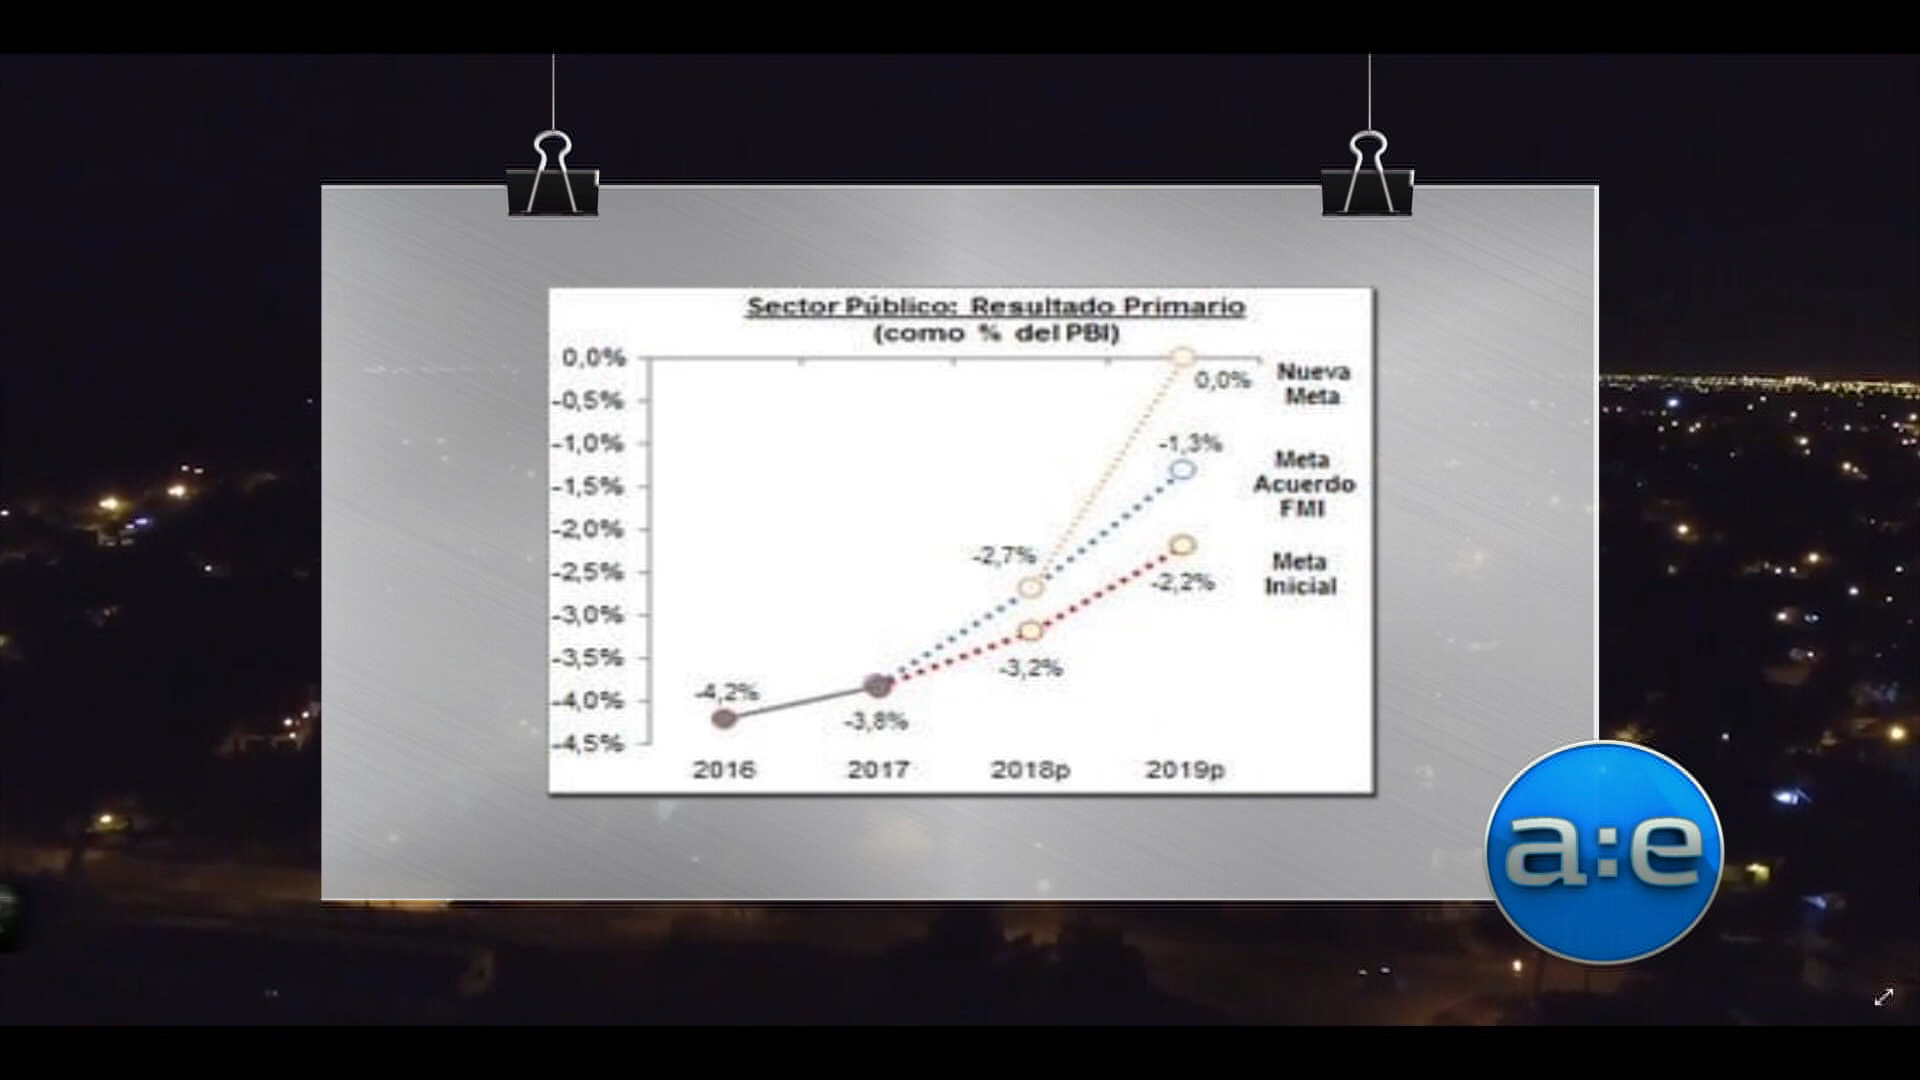 Sector Público: Resultado Primario
(como % del PBI)
0,0%
-0,5%
-1,0%
-1,5%
-2,0%
-2,5%
-3,0%
-3,5%
-4,0%
-4,5%
-4,2%
-3,8%
-2,7%
-3,2%
0,0%
-1,3%
-2,2%
Nueva
Meta
Meta
Acuerdo
FMI
Meta
Inicial
2016
2017
2018p
2019p
a:e